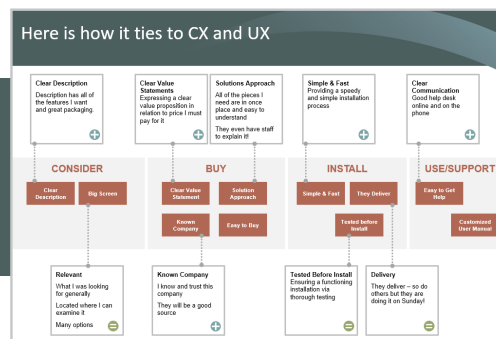 Here is how it ties to CX and UX
Clear Description
Description has all of
the features I want
and great packaging.
Clear Value
Statements
Expressing a clear
value proposition in
relation to price I must
pay for it
Solutions Approach
All of the pieces I
need are in once
place and easy to
understand
They even have staff
to explain it!
Simple & Fast
Providing a speedy
and simple installation
process
Clear
Communication
Good help desk
online and on the
phone
CONSIDER
BUY
INSTALL
USE/SUPPORT
Clear
Description
Big Screen
Clear Value
Statement
Solution
Approach
Known
Company
Easy to Buy
Simple & Fast
They Deliver
Tested before
Install
Easy to Get
Help
Customized
User Manual
Relevant
What I was looking
for generally
Located where I can
examine it
Many options
Known Company
I know and trust this
company
They will be a good
source
Tested Before Install
Ensuring a functioning
installation via
thorough testing
Delivery
They deliver – so do
others but they are
doing it on Sunday!